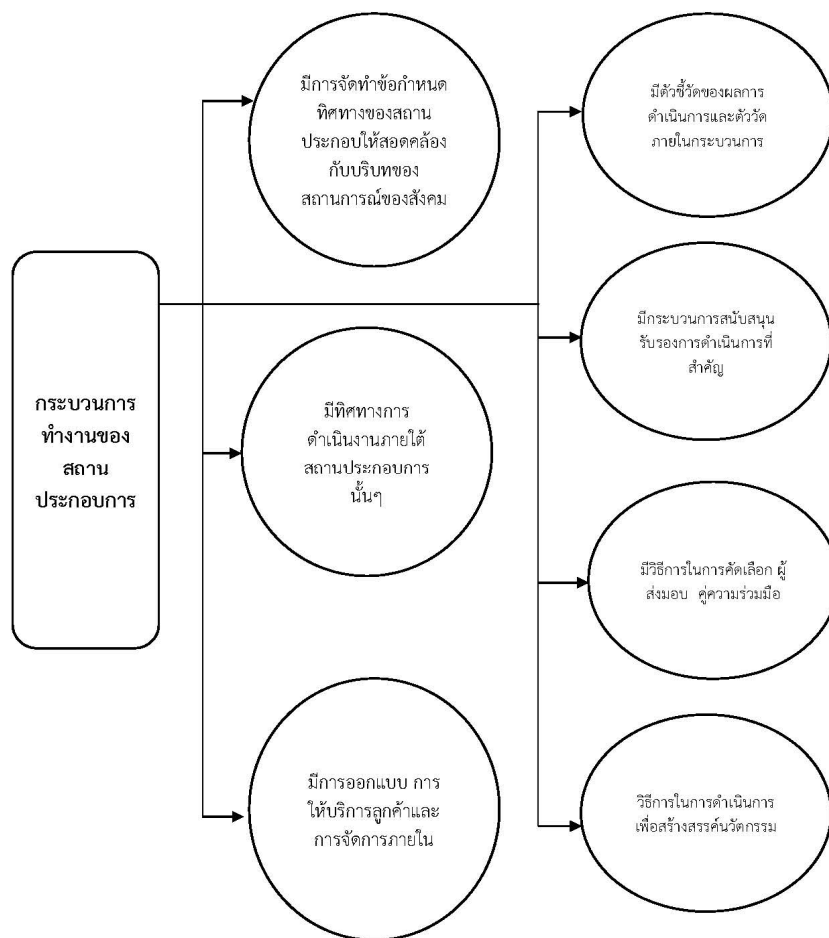 กระบวนการ
ทำงานของ
สถาน
ประกอบการ
มีการจัดทำข้อกำหนด
ทิศทางของสถาน
ประกอบให้สอดคล้อง
กับบริบทของ
สถานการณ์ของสังคม
มีทิศทางการ
ดำเนินงานภายใต้
สถานประกอบการ
นั้นๆ
มีการออกแบบ การ
ให้บริการลูกค้าและ
การจัดการภายใน
มีตัวชี้วัดของผลการ
ดำเนินการและตัววัด
ภายในกระบวนการ
มีกระบวนการสนับสนุน
รับรองการดำเนินการที่
สำคัญ
มีวิธีการในการคัดเลือก ผู้
ส่งมอบ คู่ความร่วมมือ
วิธีการในการดำเนินการ
เพื่อสร้างสรรค์นวัตกรรม